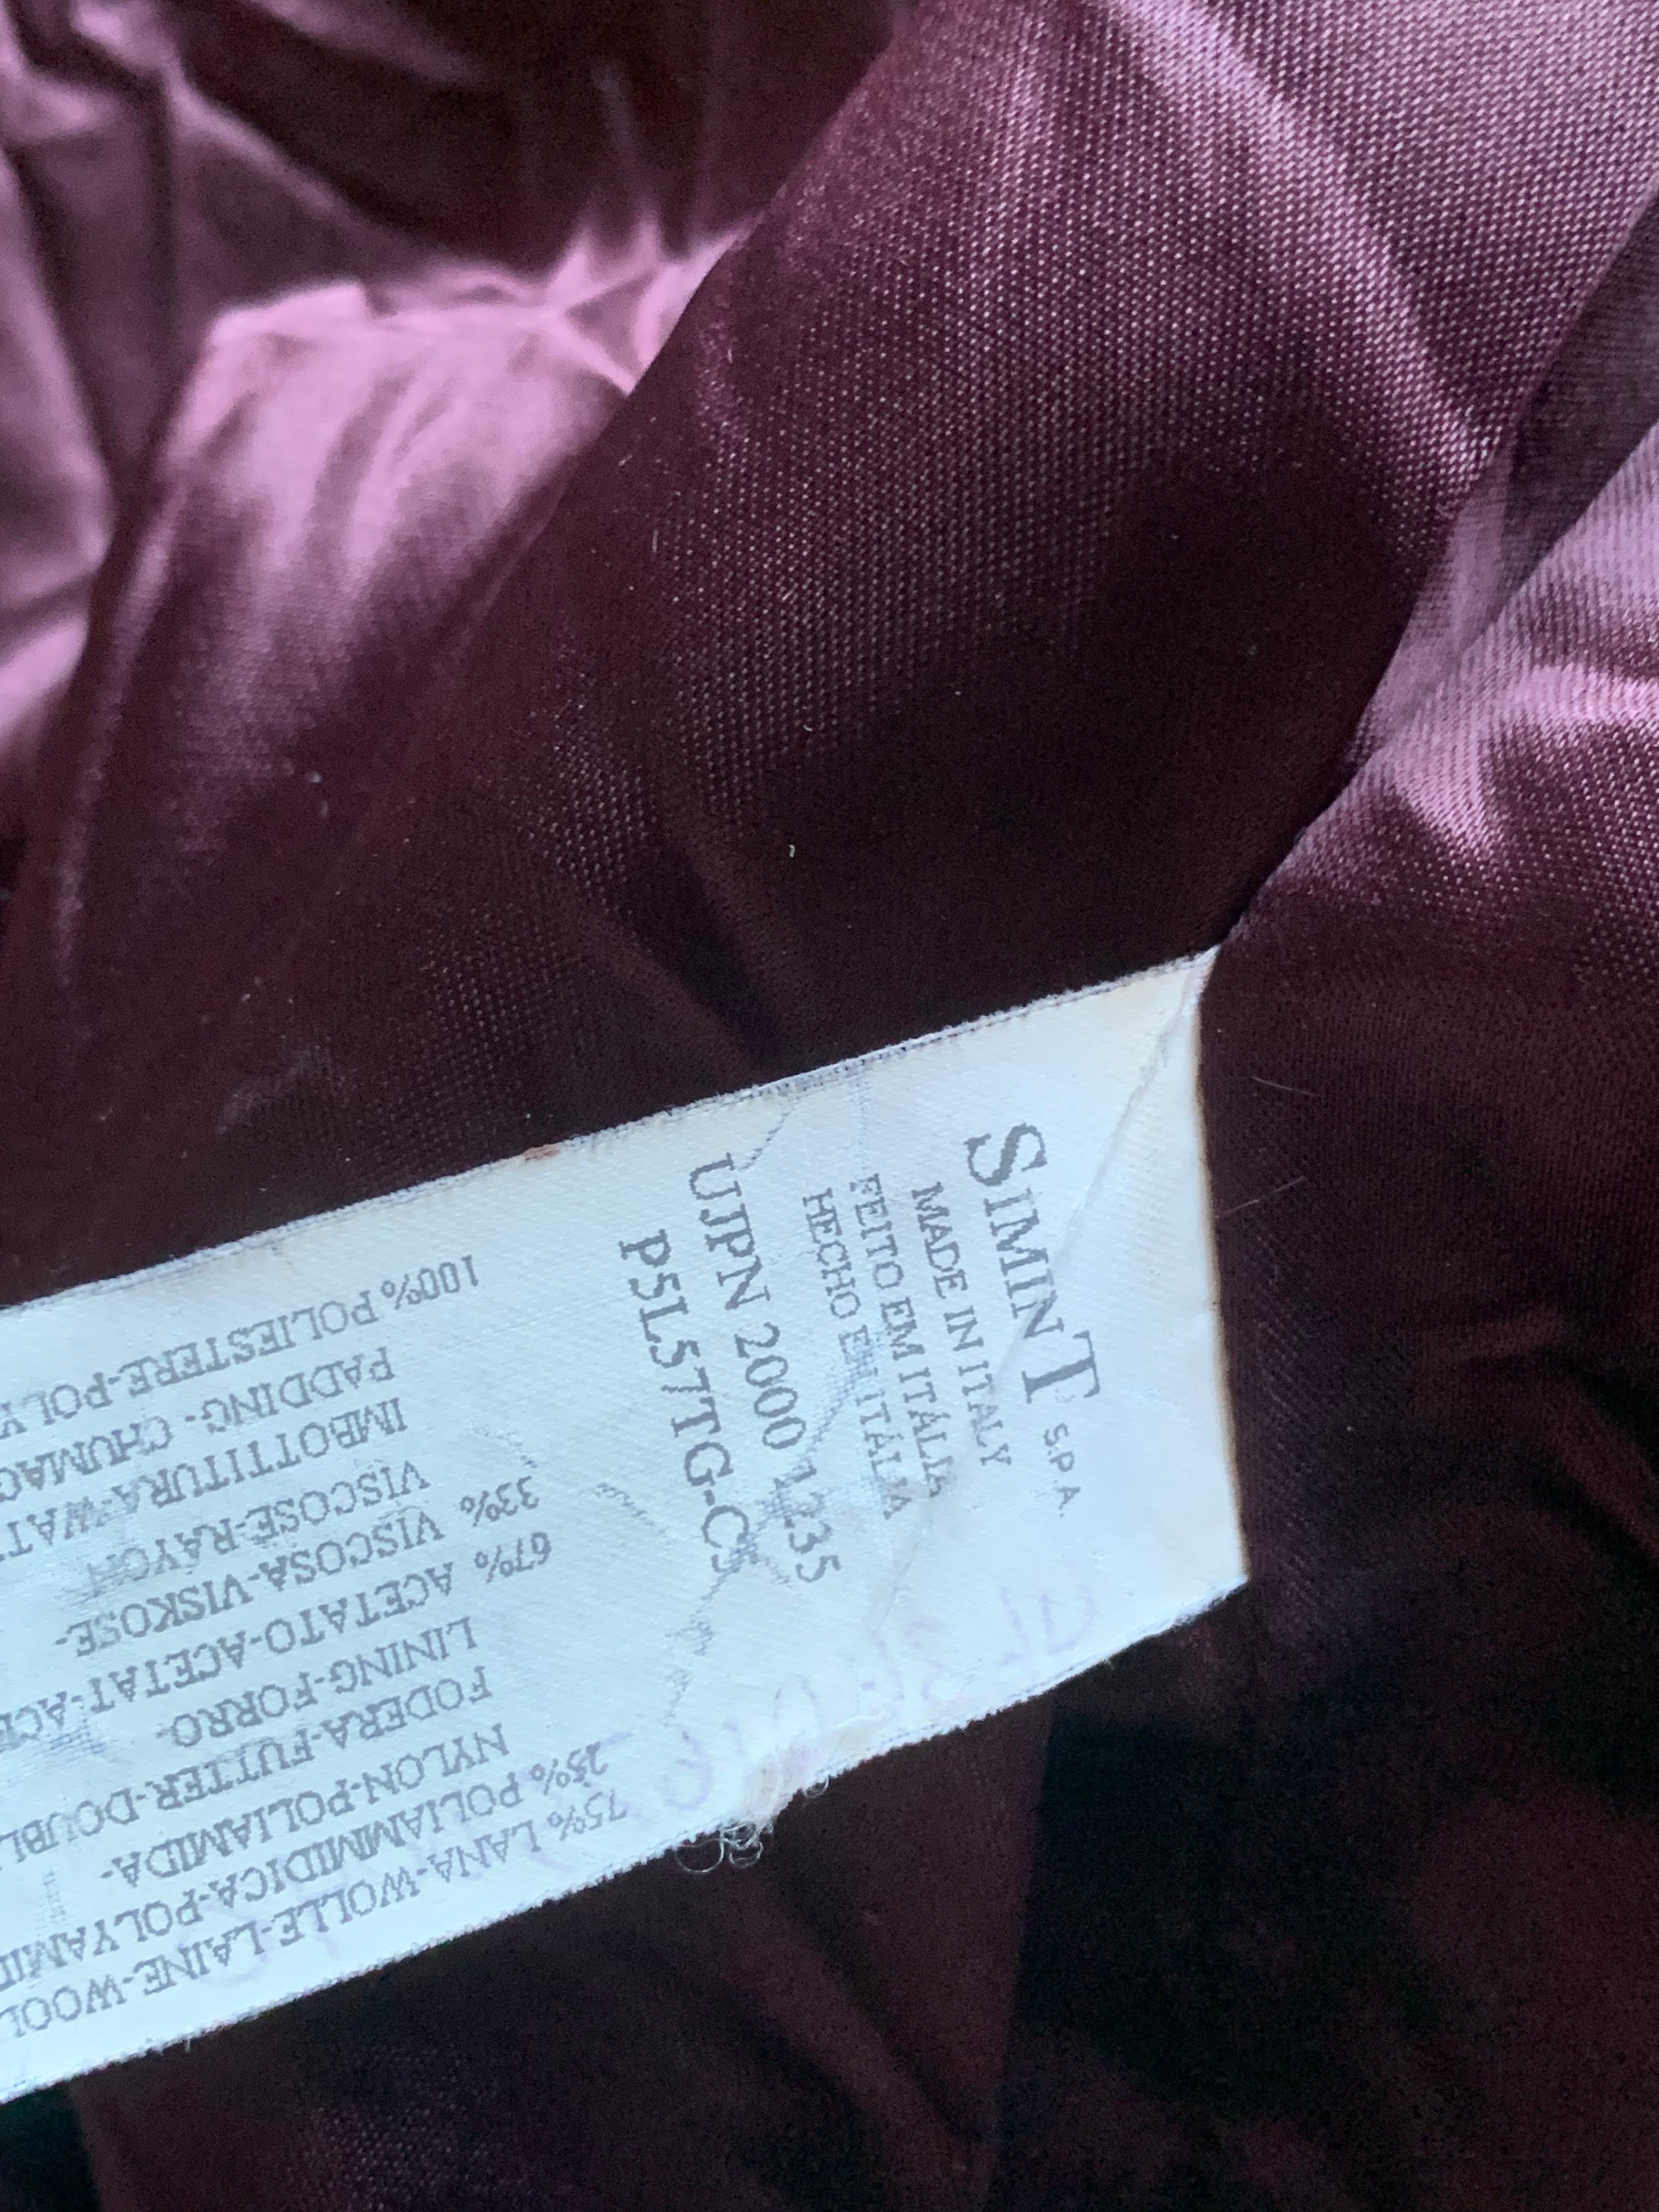 SIMINT S.P.A.
MADE IN ITALY
FEITO EM ITÁLIA
HECHO EN ITALIA
UJPN 2000 1235
P5L57TG-C3
75% LANA-WOLLE-LAINE-WOOL
25% POLIAMMIDICA-POLYAMID
NYLON-POLIAMIDA-
FODERA-FUTTER-DOUBL
LINING-FORRO-
67% ACETATO-ACETAT-ACE
33% VISCOSA-VISKOSE-
VISCOSE-RAYON
IMBOTTITURA-WATT
PADDING- CHUMAC
100% POLIESTERE-POLY